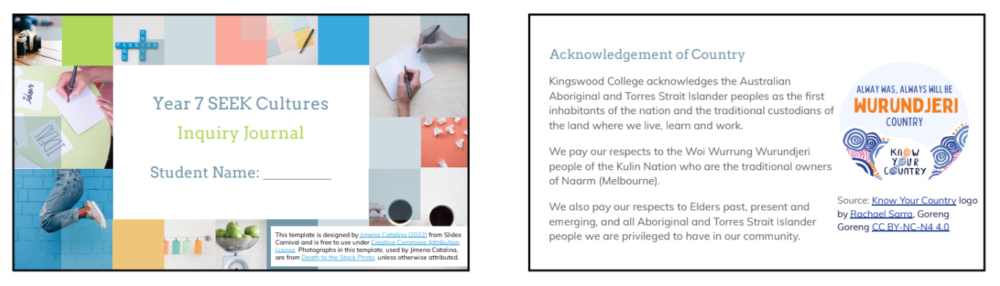 PASSION
AND
DRIVE
ideas
IDEAS
Year 7 SEEK Cultures
Inquiry Journal
Student Name: __________
This template is designed by Jimena Catalina (2022) from Slides
Carnival and is free to use under Creative Commons Attribution
license. Photographs in this template, used by Jimena Catalina,
are from Death to the Stock Photo, unless otherwise attributed.
Acknowledgement of Country
Kingswood College acknowledges the Australian
Aboriginal and Torres Strait Islander peoples as the first
inhabitants of the nation and the traditional custodians of
the land where we live, learn and work.
We pay our respects to the Woi Wurrung Wurundjeri
people of the Kulin Nation who are the traditional owners
of Naarm (Melbourne).
We also pay our respects to Elders past, present and
emerging, and all Aboriginal and Torres Strait Islander
people we are privileged to have in our community.
ALWAY WAS, ALWAYS WILL BE
WURUNDJERI
COUNTRY
KNOW
YOUR
COUNTRY
Source: Know Your Country logo
by Rachael Sarra, Goreng
Goreng CC BY-NC-N4 4.0